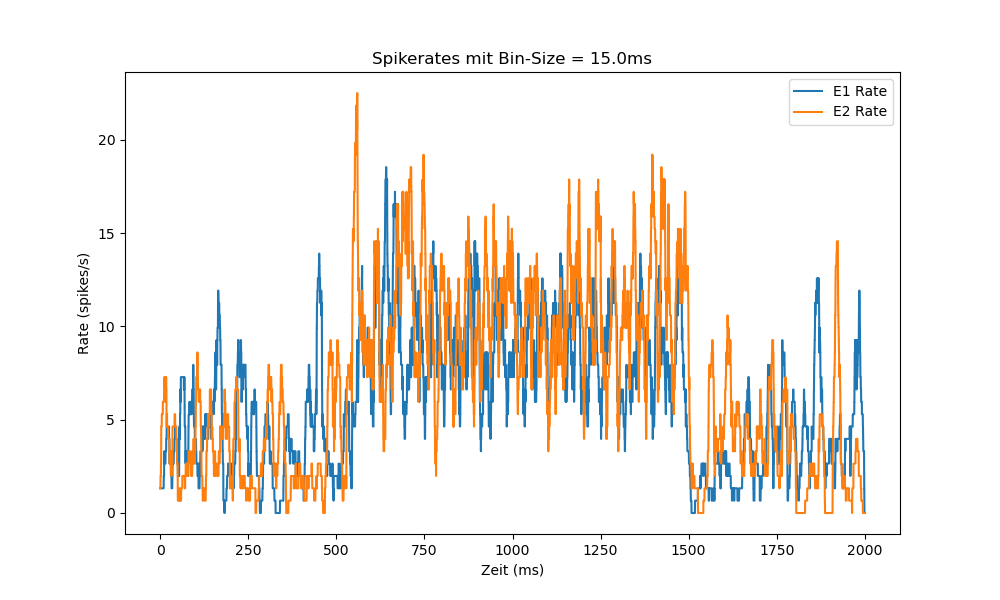 Spikerates mit Bin-Size = 15.0ms
E1 Rate
E2 Rate
Rate (spikes/s)
20
15
10
5
0
0 250 500 750 1000 1250 1500 1750 2000
Zeit (ms)